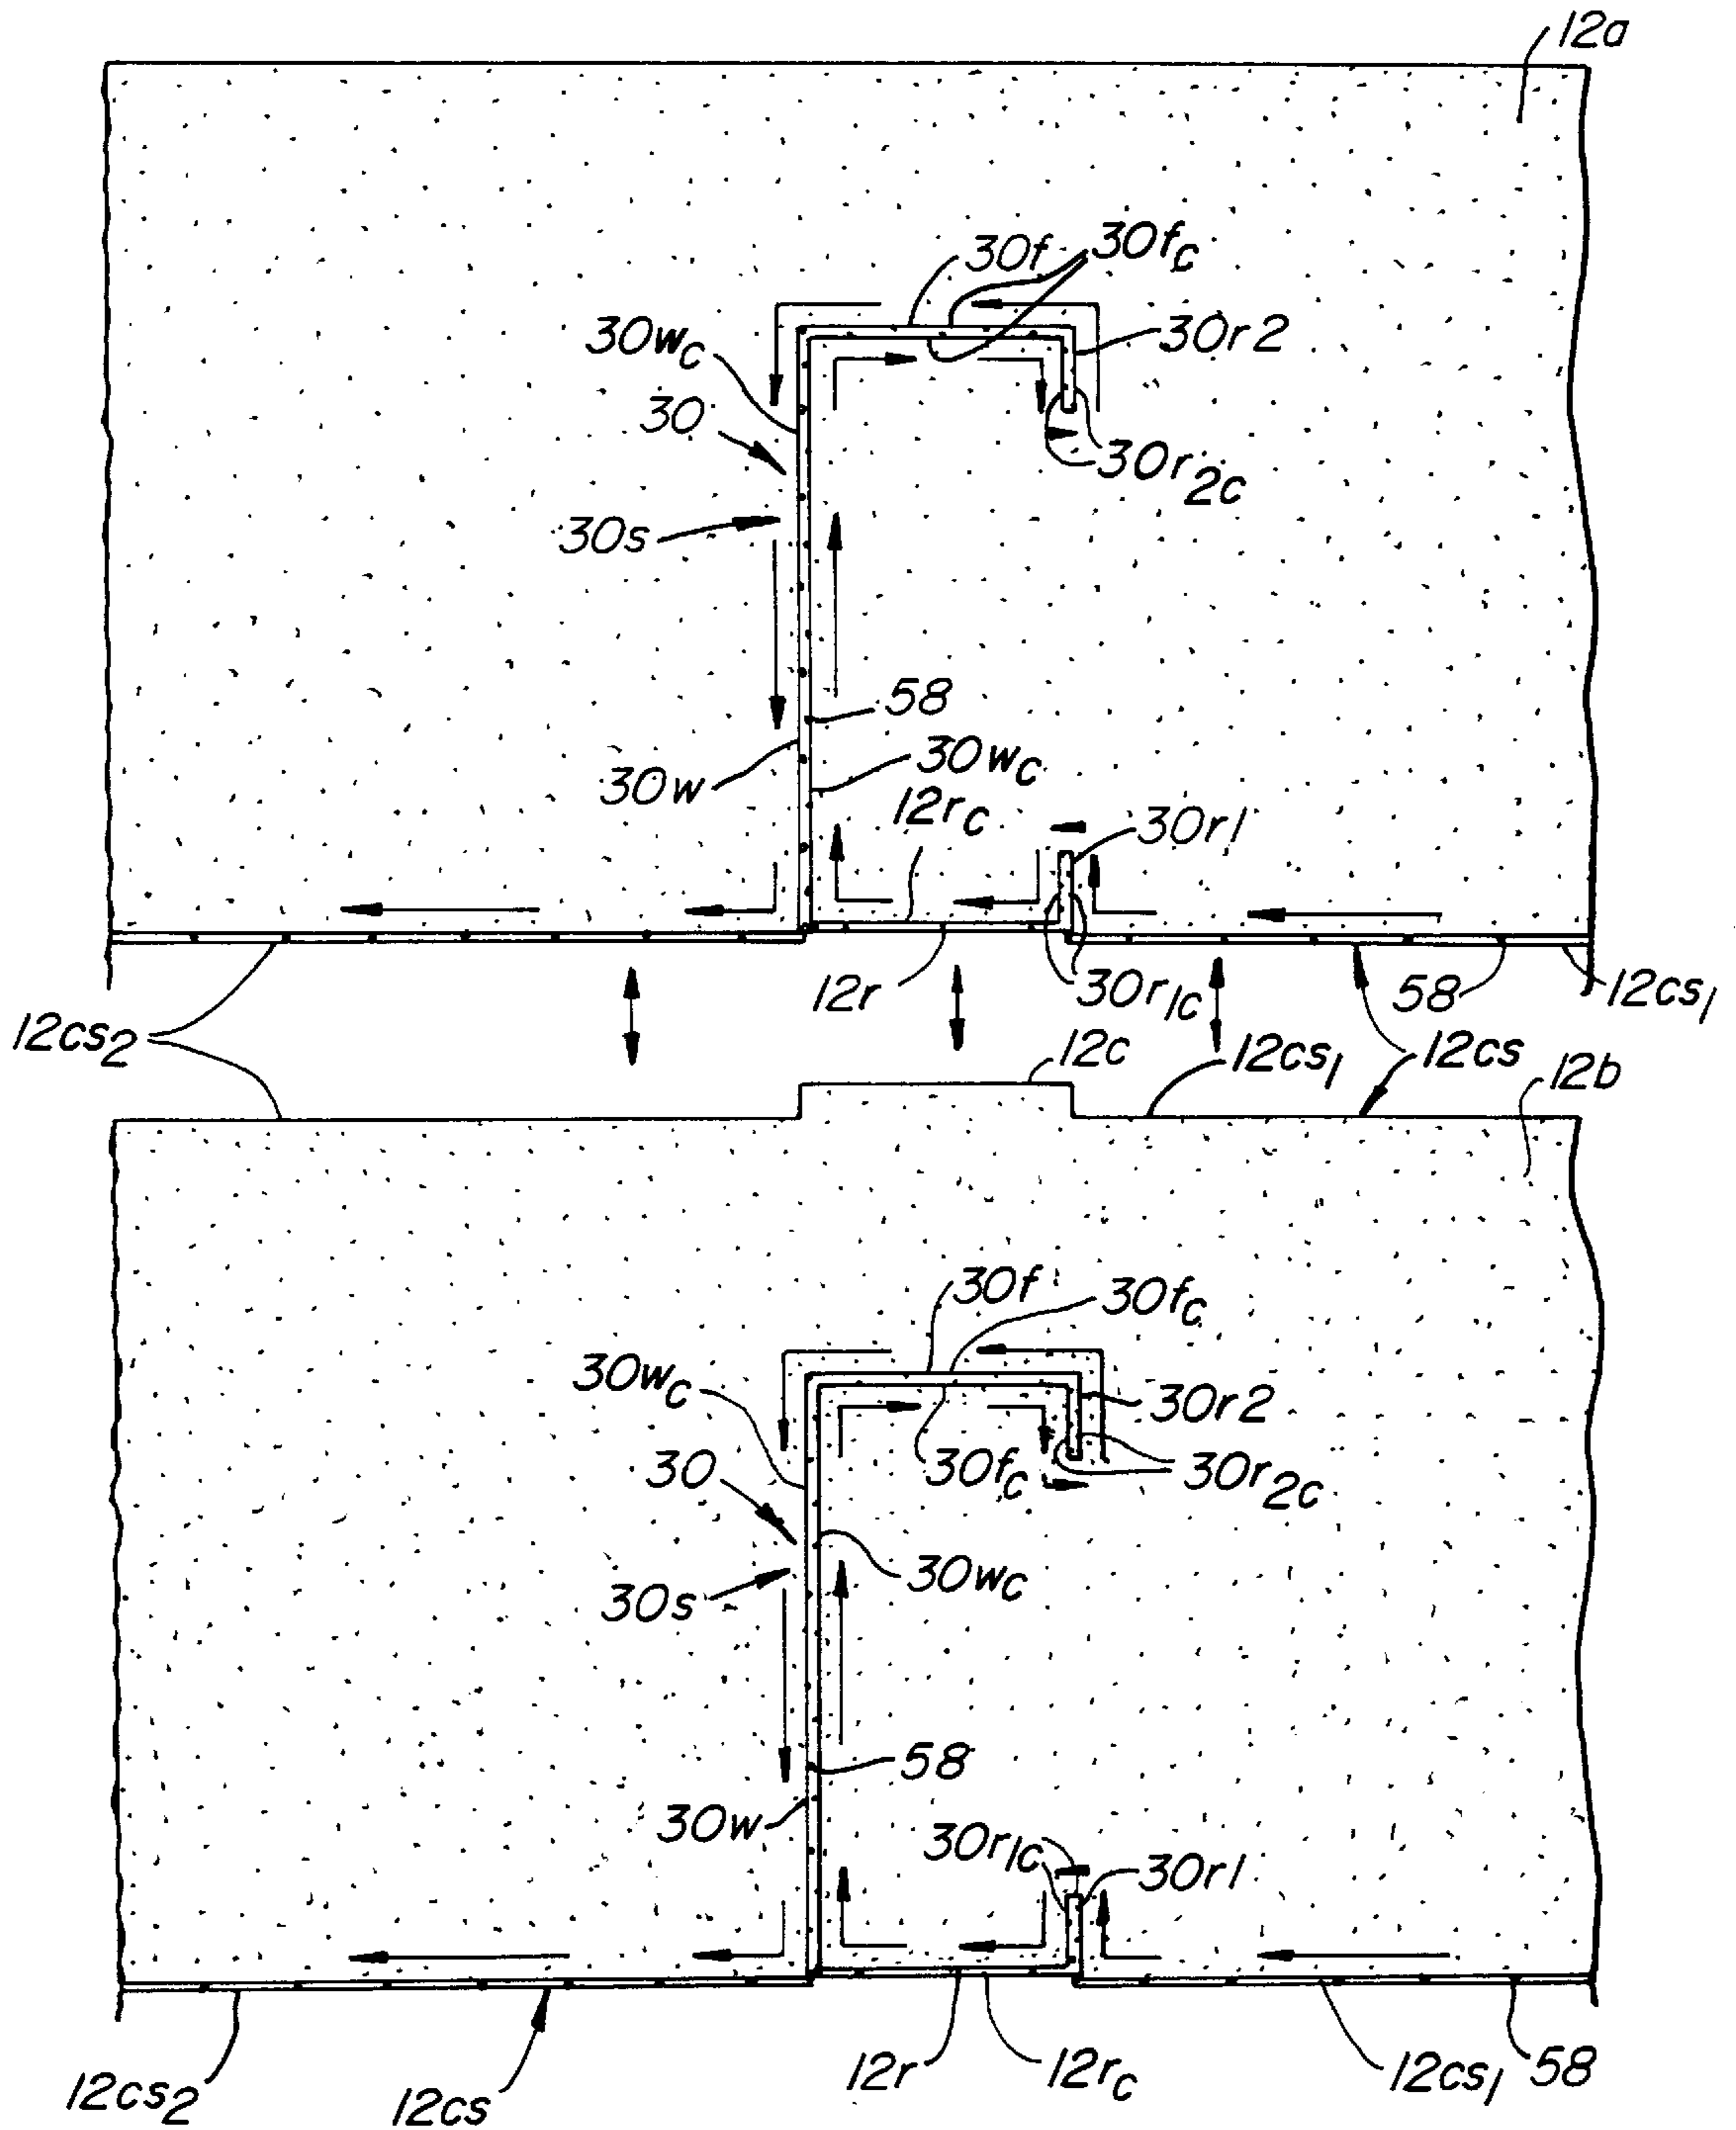 12a
30f 30fc
30wc 30r2
30
30r2c
30s
58
30w 30wc
12rc 30r1
12r 30r1c 58 12cs1
12cs2 12c 12cs1 12cs
12b
30f 30fc
30wc 30r2
30 30fc 30r2c
30s 30wc
58
30w 30r1c 30r1
12cs2 12cs 12r 12rc 12cs1 58